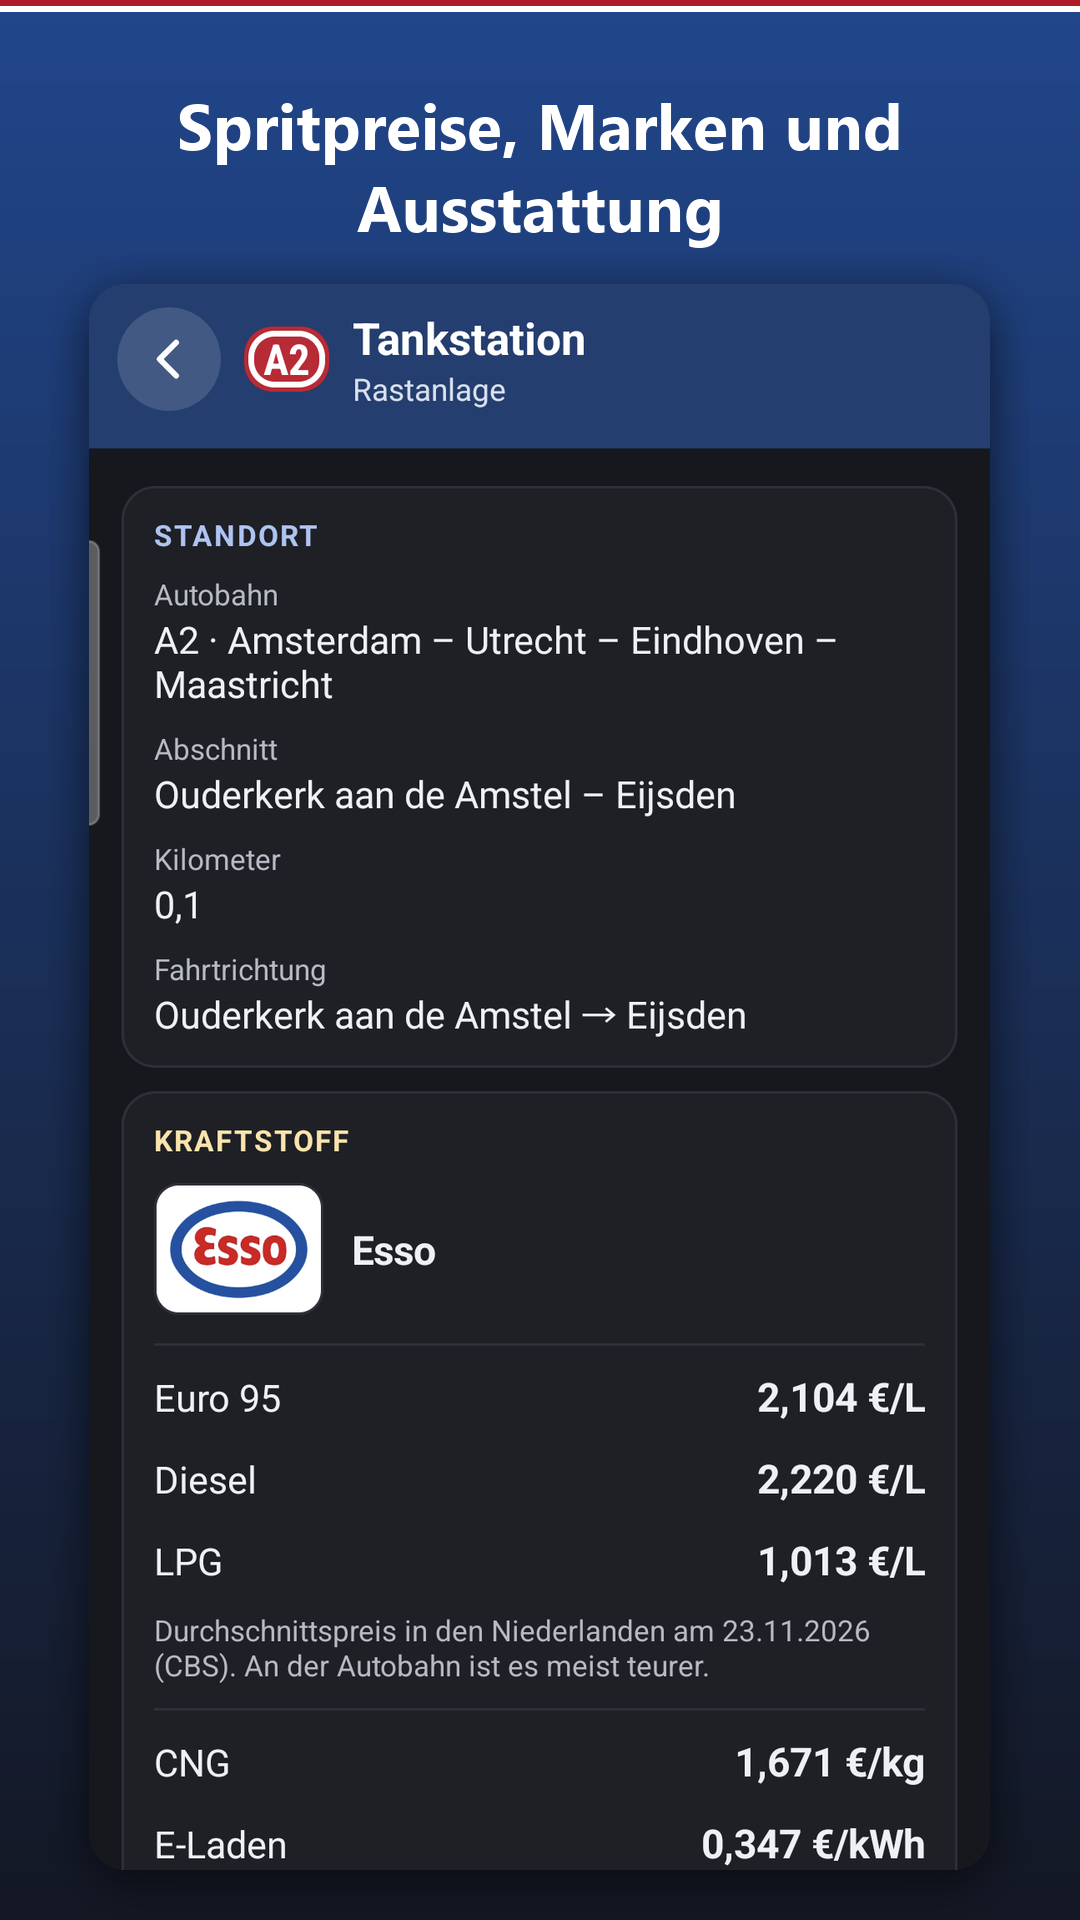 Spritpreise, Marken und
Ausstattung
A2
Tankstation
Rastanlage
STANDORT
Autobahn
A2 · Amsterdam – Utrecht – Eindhoven –
Maastricht
Abschnitt
Ouderkerk aan de Amstel – Eijsden
Kilometer
0,1
Fahrtrichtung
Ouderkerk aan de Amstel → Eijsden
KRAFTSTOFF
Esso
Esso
Euro 95 2,104 €/L
Diesel 2,220 €/L
LPG 1,013 €/L
Durchschnittspreis in den Niederlanden am 23.11.2026
(CBS). An der Autobahn ist es meist teurer.
CNG 1,671 €/kg
E-Laden 0,347 €/kWh